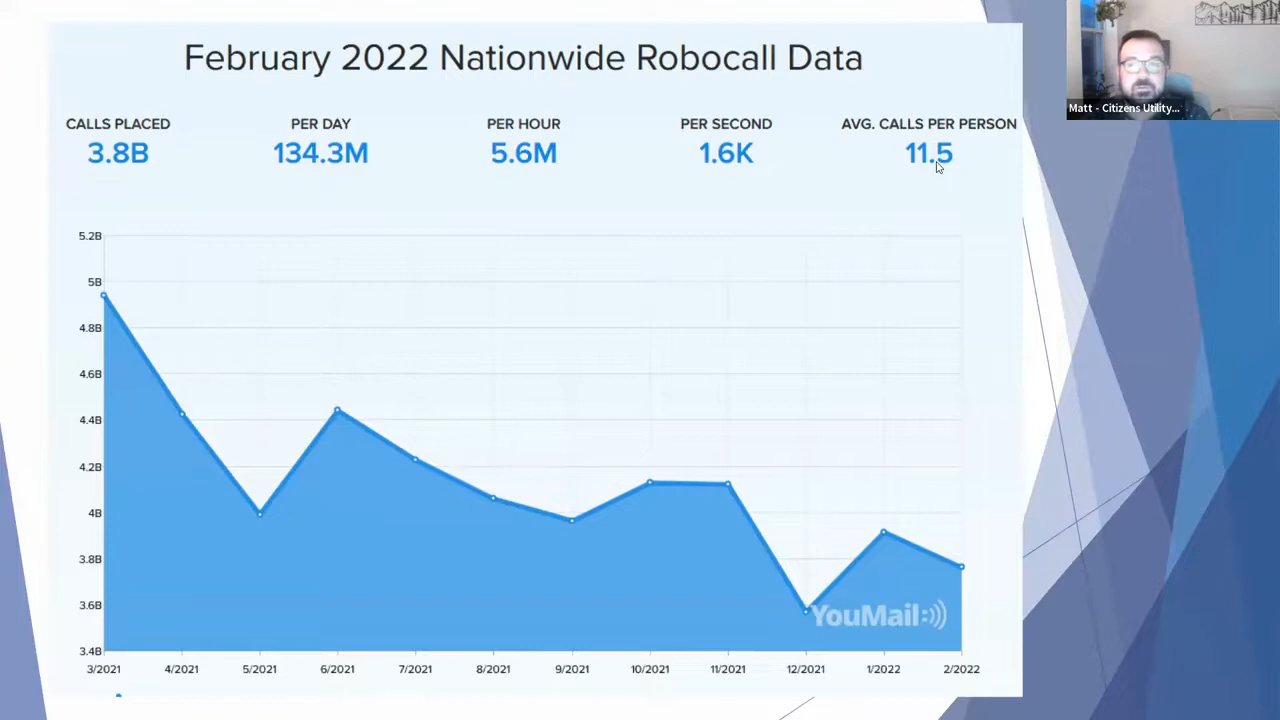 February 2022 Nationwide Robocall Data
CALLS PLACED PER DAY PER HOUR PER SECOND AVG. CALLS PER PERSON
3.8B 134.3M 5.6M 1.6K 11.5
Matt - Citizens Utility...
5.2B
5B
4.8B
4.6B
4.4B
4.2B
4B
3.8B
3.6B
3.4B
YouMail
3/2021 4/2021 5/2021 6/2021 7/2021 8/2021 9/2021 10/2021 11/2021 12/2021 1/2022 2/2022